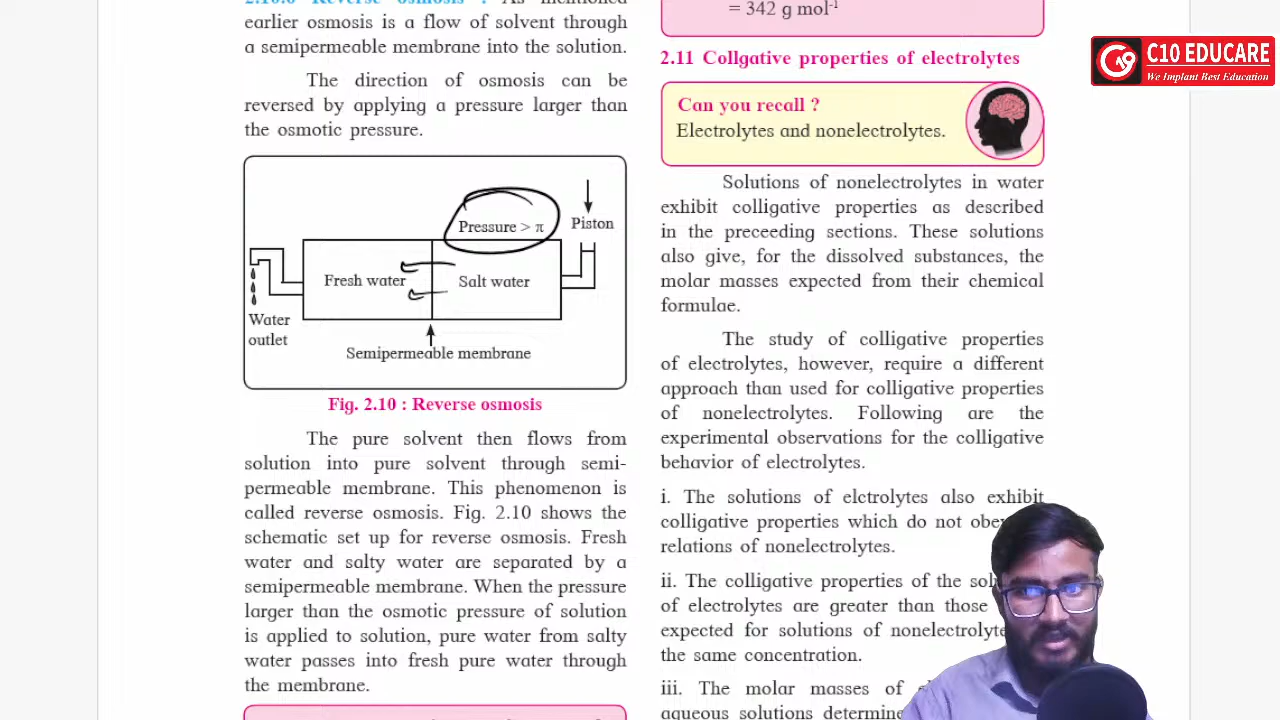 2.10.6 Reverse osmosis : As mentioned
earlier osmosis is a flow of solvent through
a semipermeable membrane into the solution.
The direction of osmosis can be
reversed by applying a pressure larger than
the osmotic pressure.
Pressure > π
Piston
Fresh water
Salt water
Water
outlet
Semipermeable membrane
Fig. 2.10 : Reverse osmosis
The pure solvent then flows from
solution into pure solvent through semi-
permeable membrane. This phenomenon is
called reverse osmosis. Fig. 2.10 shows the
schematic set up for reverse osmosis. Fresh
water and salty water are separated by a
semipermeable membrane. When the pressure
larger than the osmotic pressure of solution
is applied to solution, pure water from salty
water passes into fresh pure water through
the membrane.
= 342 g mol⁻¹
2.11 Collgative properties of electrolytes
Can you recall ?
Electrolytes and nonelectrolytes.
Solutions of nonelectrolytes in water
exhibit colligative properties as described
in the preceeding sections. These solutions
also give, for the dissolved substances, the
molar masses expected from their chemical
formulae.
The study of colligative properties
of electrolytes, however, require a different
approach than used for colligative properties
of nonelectrolytes. Following are the
experimental observations for the colligative
behavior of electrolytes.
i. The solutions of elctrolytes also exhibit
colligative properties which do not
relations of nonelectrolytes.
ii. The colligative properties of the
of electrolytes are greater than those
expected for solutions of
the same concentration.
iii. The molar masses of
aqueous solutions
C10 EDUCARE
We Implant Best Education